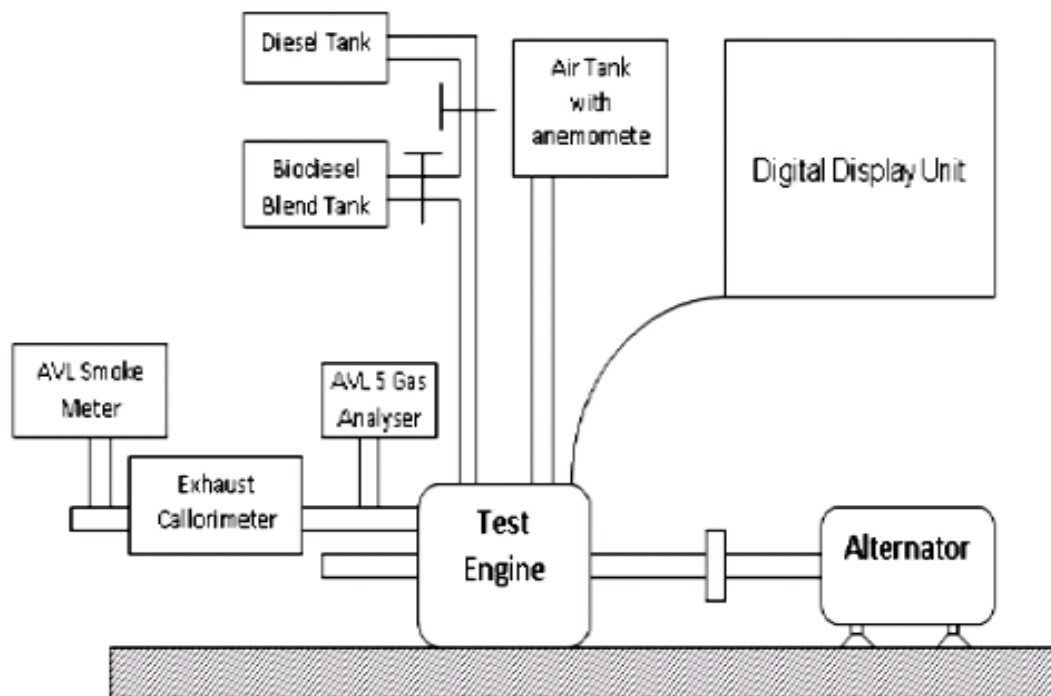 Diesel Tank
Air Tank
with
anemomete
Digital Display Unit
Biodiesel
Blend Tank
AVL Smoke
Meter
AVL 5 Gas
Analyser
Exhaust
Callorimeter
Test
Engine
Alternator